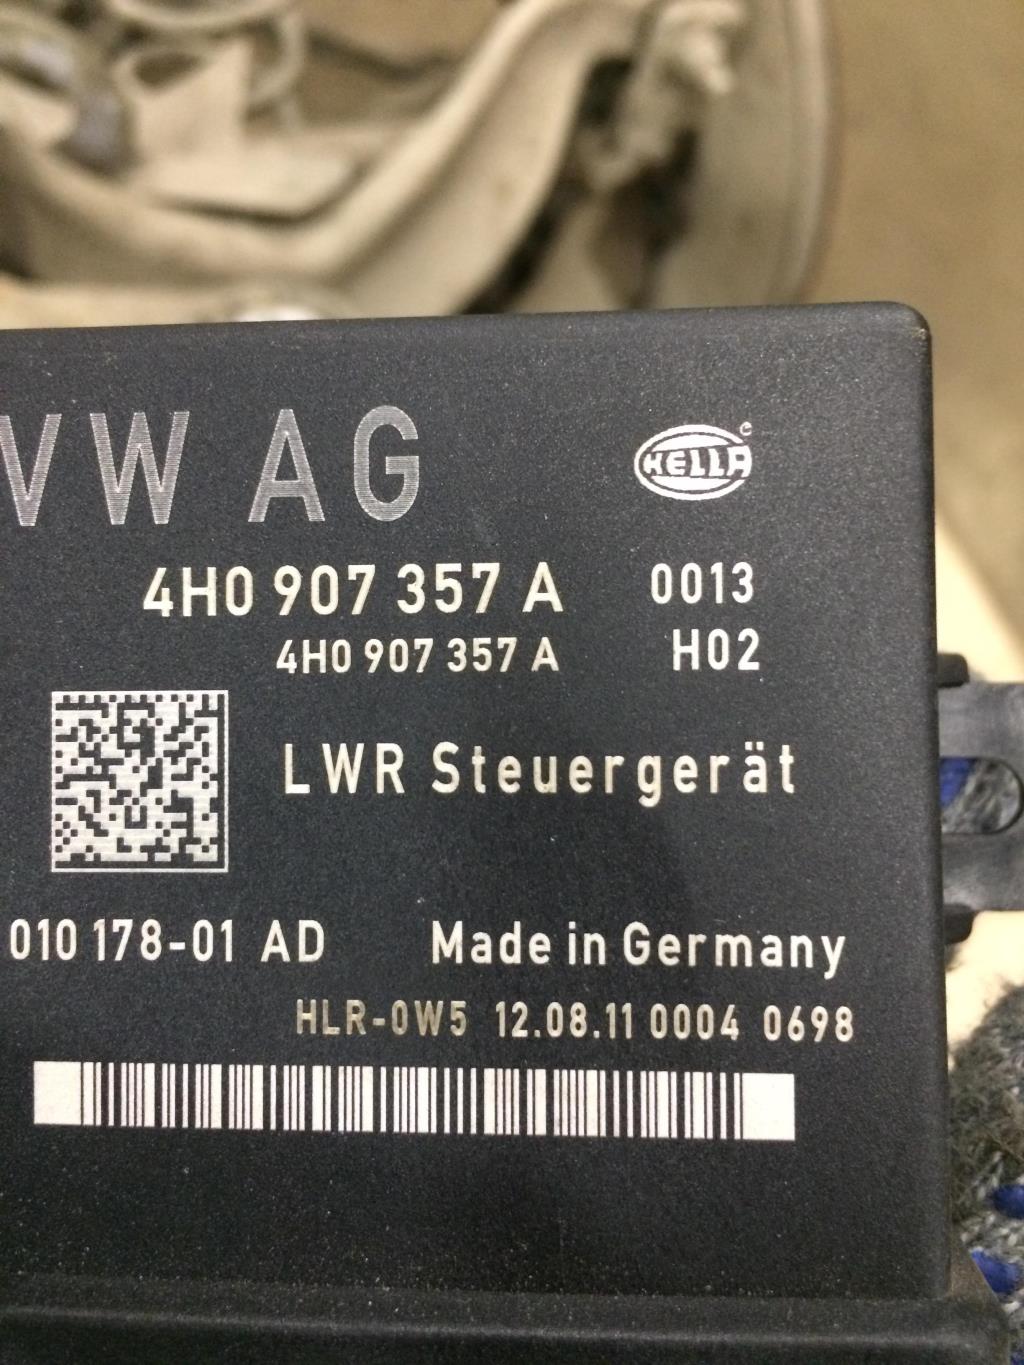 VW AG
HELLA
4H0 907 357 A 0013
4H0 907 357 A H02
LWR Steuergerät
010 178-01 AD Made in Germany
HLR-0W5 12.08.11 0004 0698